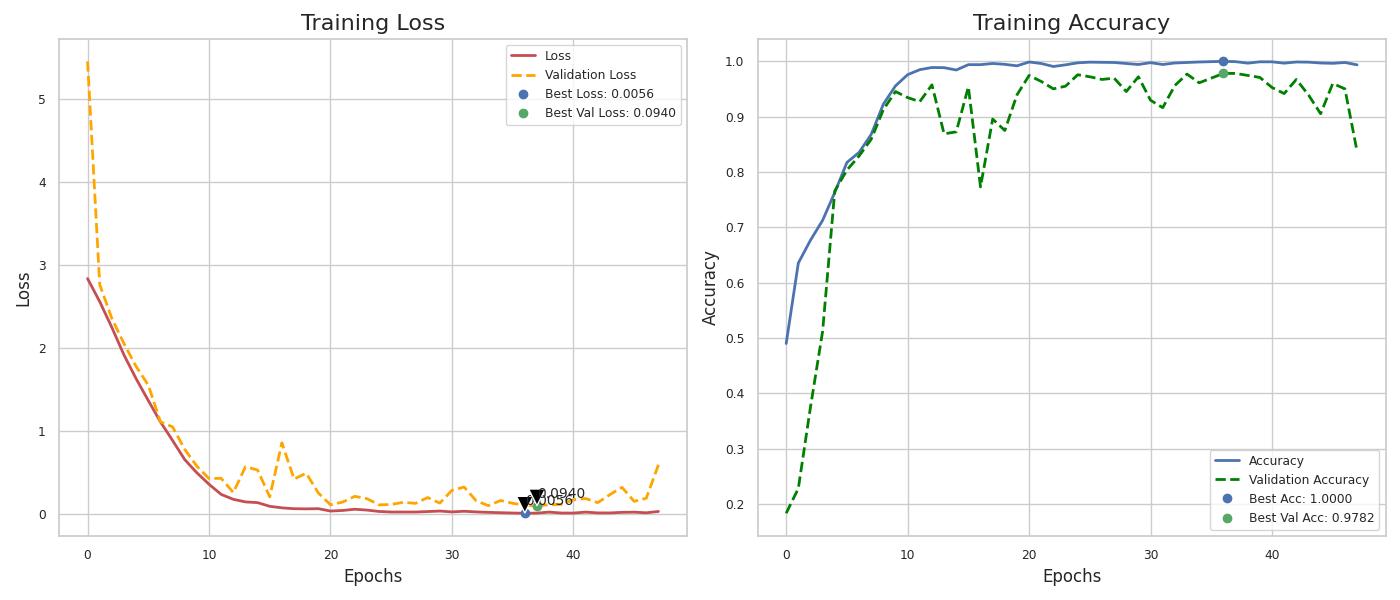 Training Loss
Loss
Validation Loss
Best Loss: 0.0056
Best Val Loss: 0.0940
5
4
3
2
1
0
Loss
0.0940
0.0056
0 10 20 30 40
Epochs
Training Accuracy
1.0
0.9
0.8
0.7
0.6
0.5
0.4
0.3
0.2
Accuracy
Accuracy
Validation Accuracy
Best Acc: 1.0000
Best Val Acc: 0.9782
0 10 20 30 40
Epochs